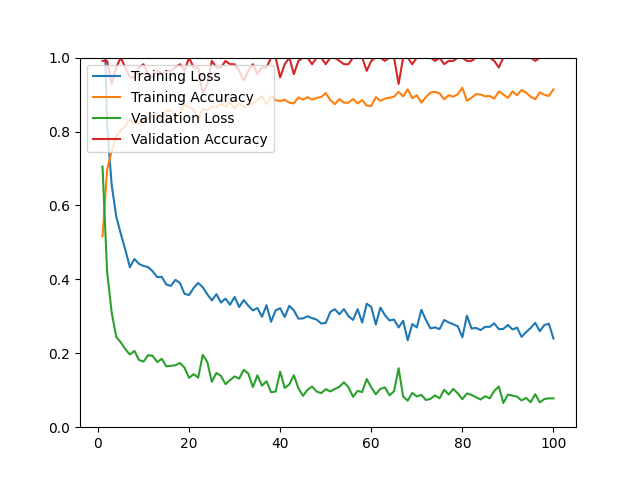 1.0
0.8
0.6
0.4
0.2
0.0
Training Loss
Training Accuracy
Validation Loss
Validation Accuracy
0 20 40 60 80 100